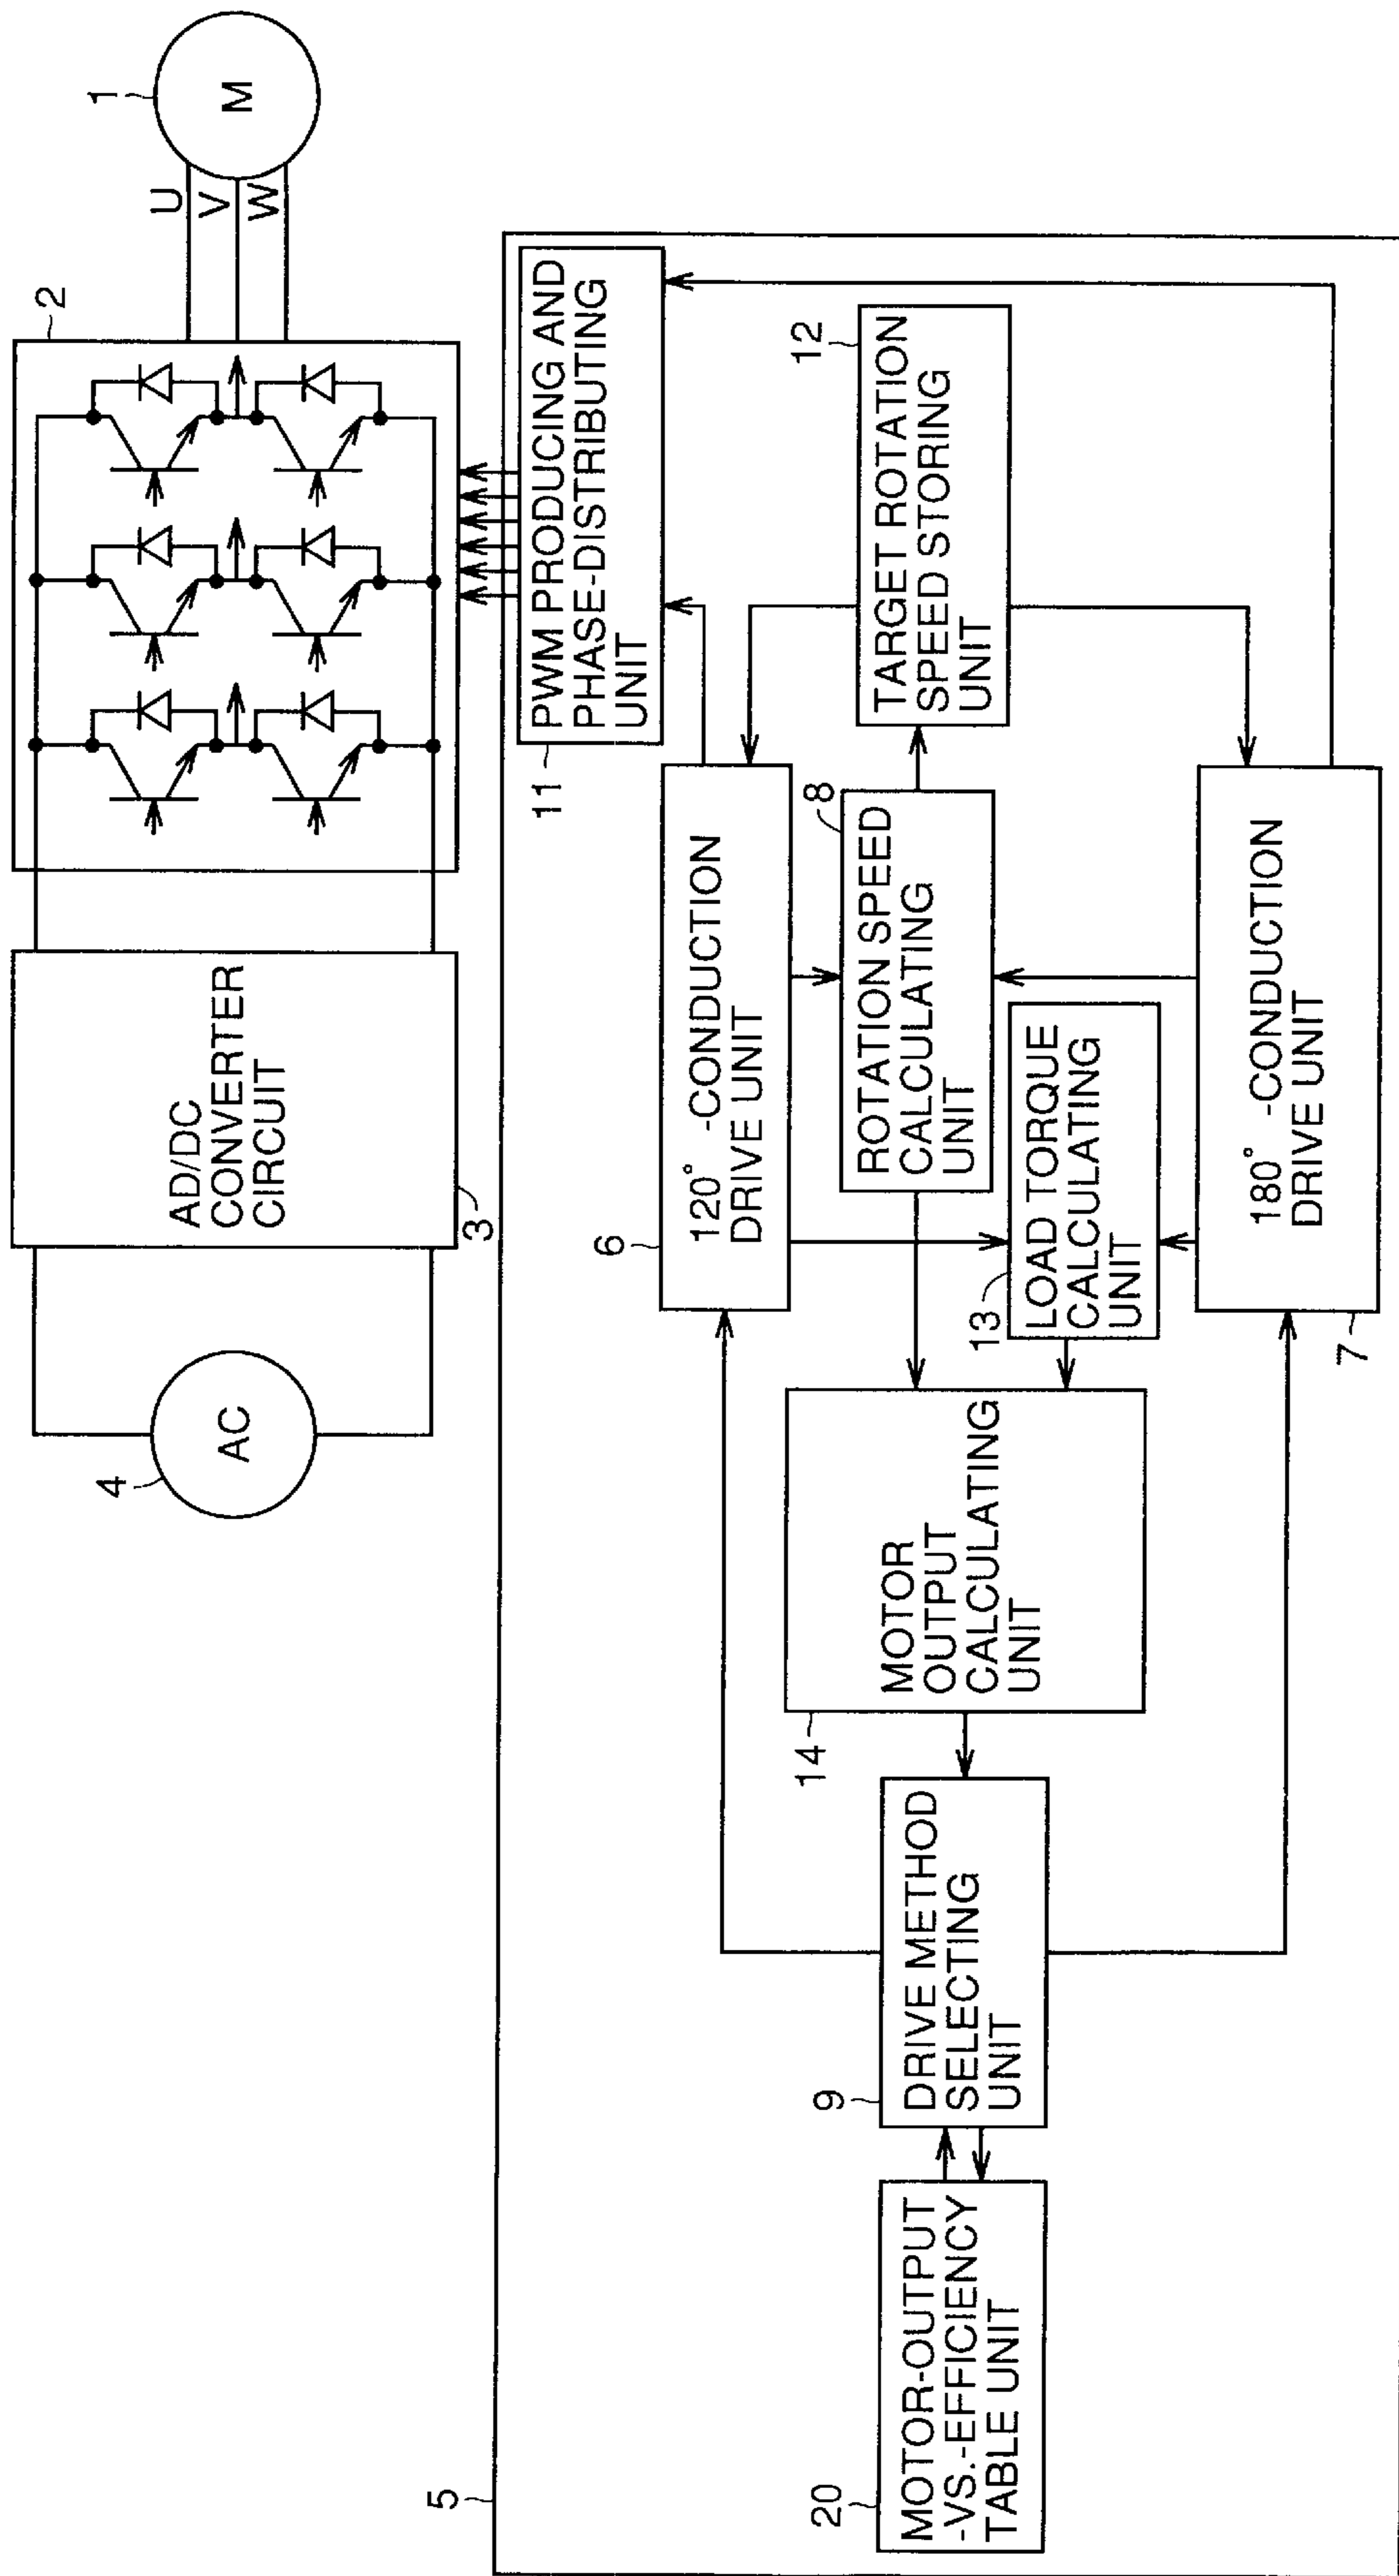 4
AC
AD/DC
CONVERTER
CIRCUIT
3
2
U
V
W
1
M
5
11
PWM PRODUCING AND
PHASE-DISTRIBUTING
UNIT
6
120° -CONDUCTION
DRIVE UNIT
12
TARGET ROTATION
SPEED STORING
UNIT
8
ROTATION SPEED
CALCULATING
UNIT
13
LOAD TORQUE
CALCULATING
UNIT
14
MOTOR
OUTPUT
CALCULATING
UNIT
9
DRIVE METHOD
SELECTING
UNIT
20
MOTOR-OUTPUT
-VS.-EFFICIENCY
TABLE UNIT
7
180° -CONDUCTION
DRIVE UNIT